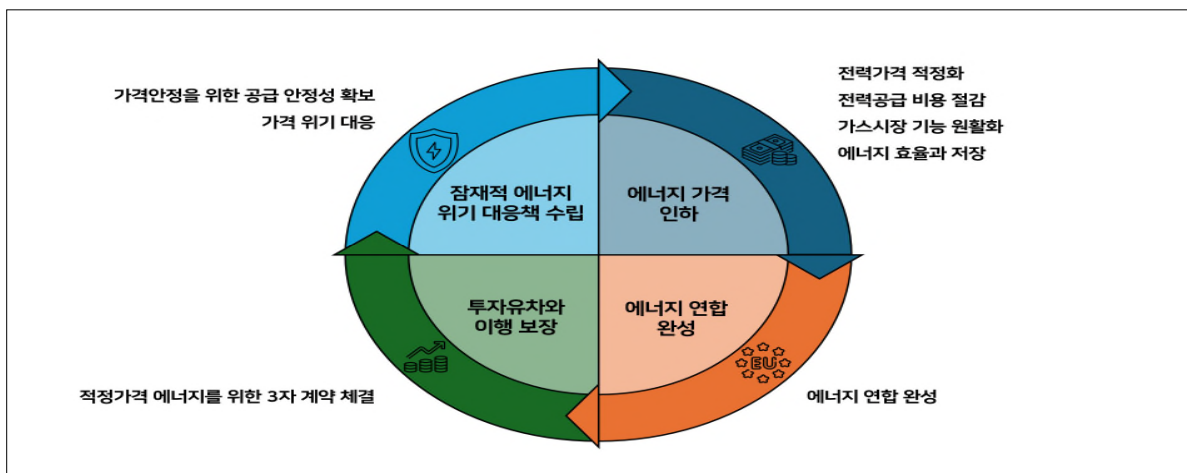 가격안정을 위한 공급 안정성 확보
가격 위기 대응
전력가격 적정화
전력공급 비용 절감
가스시장 기능 원활화
에너지 효율과 저장
잠재적 에너지
위기 대응책 수립
에너지 가격
인하
투자유차와
이행 보장
에너지 연합
완성
EU
적정가격 에너지를 위한 3자 계약 체결
에너지 연합 완성